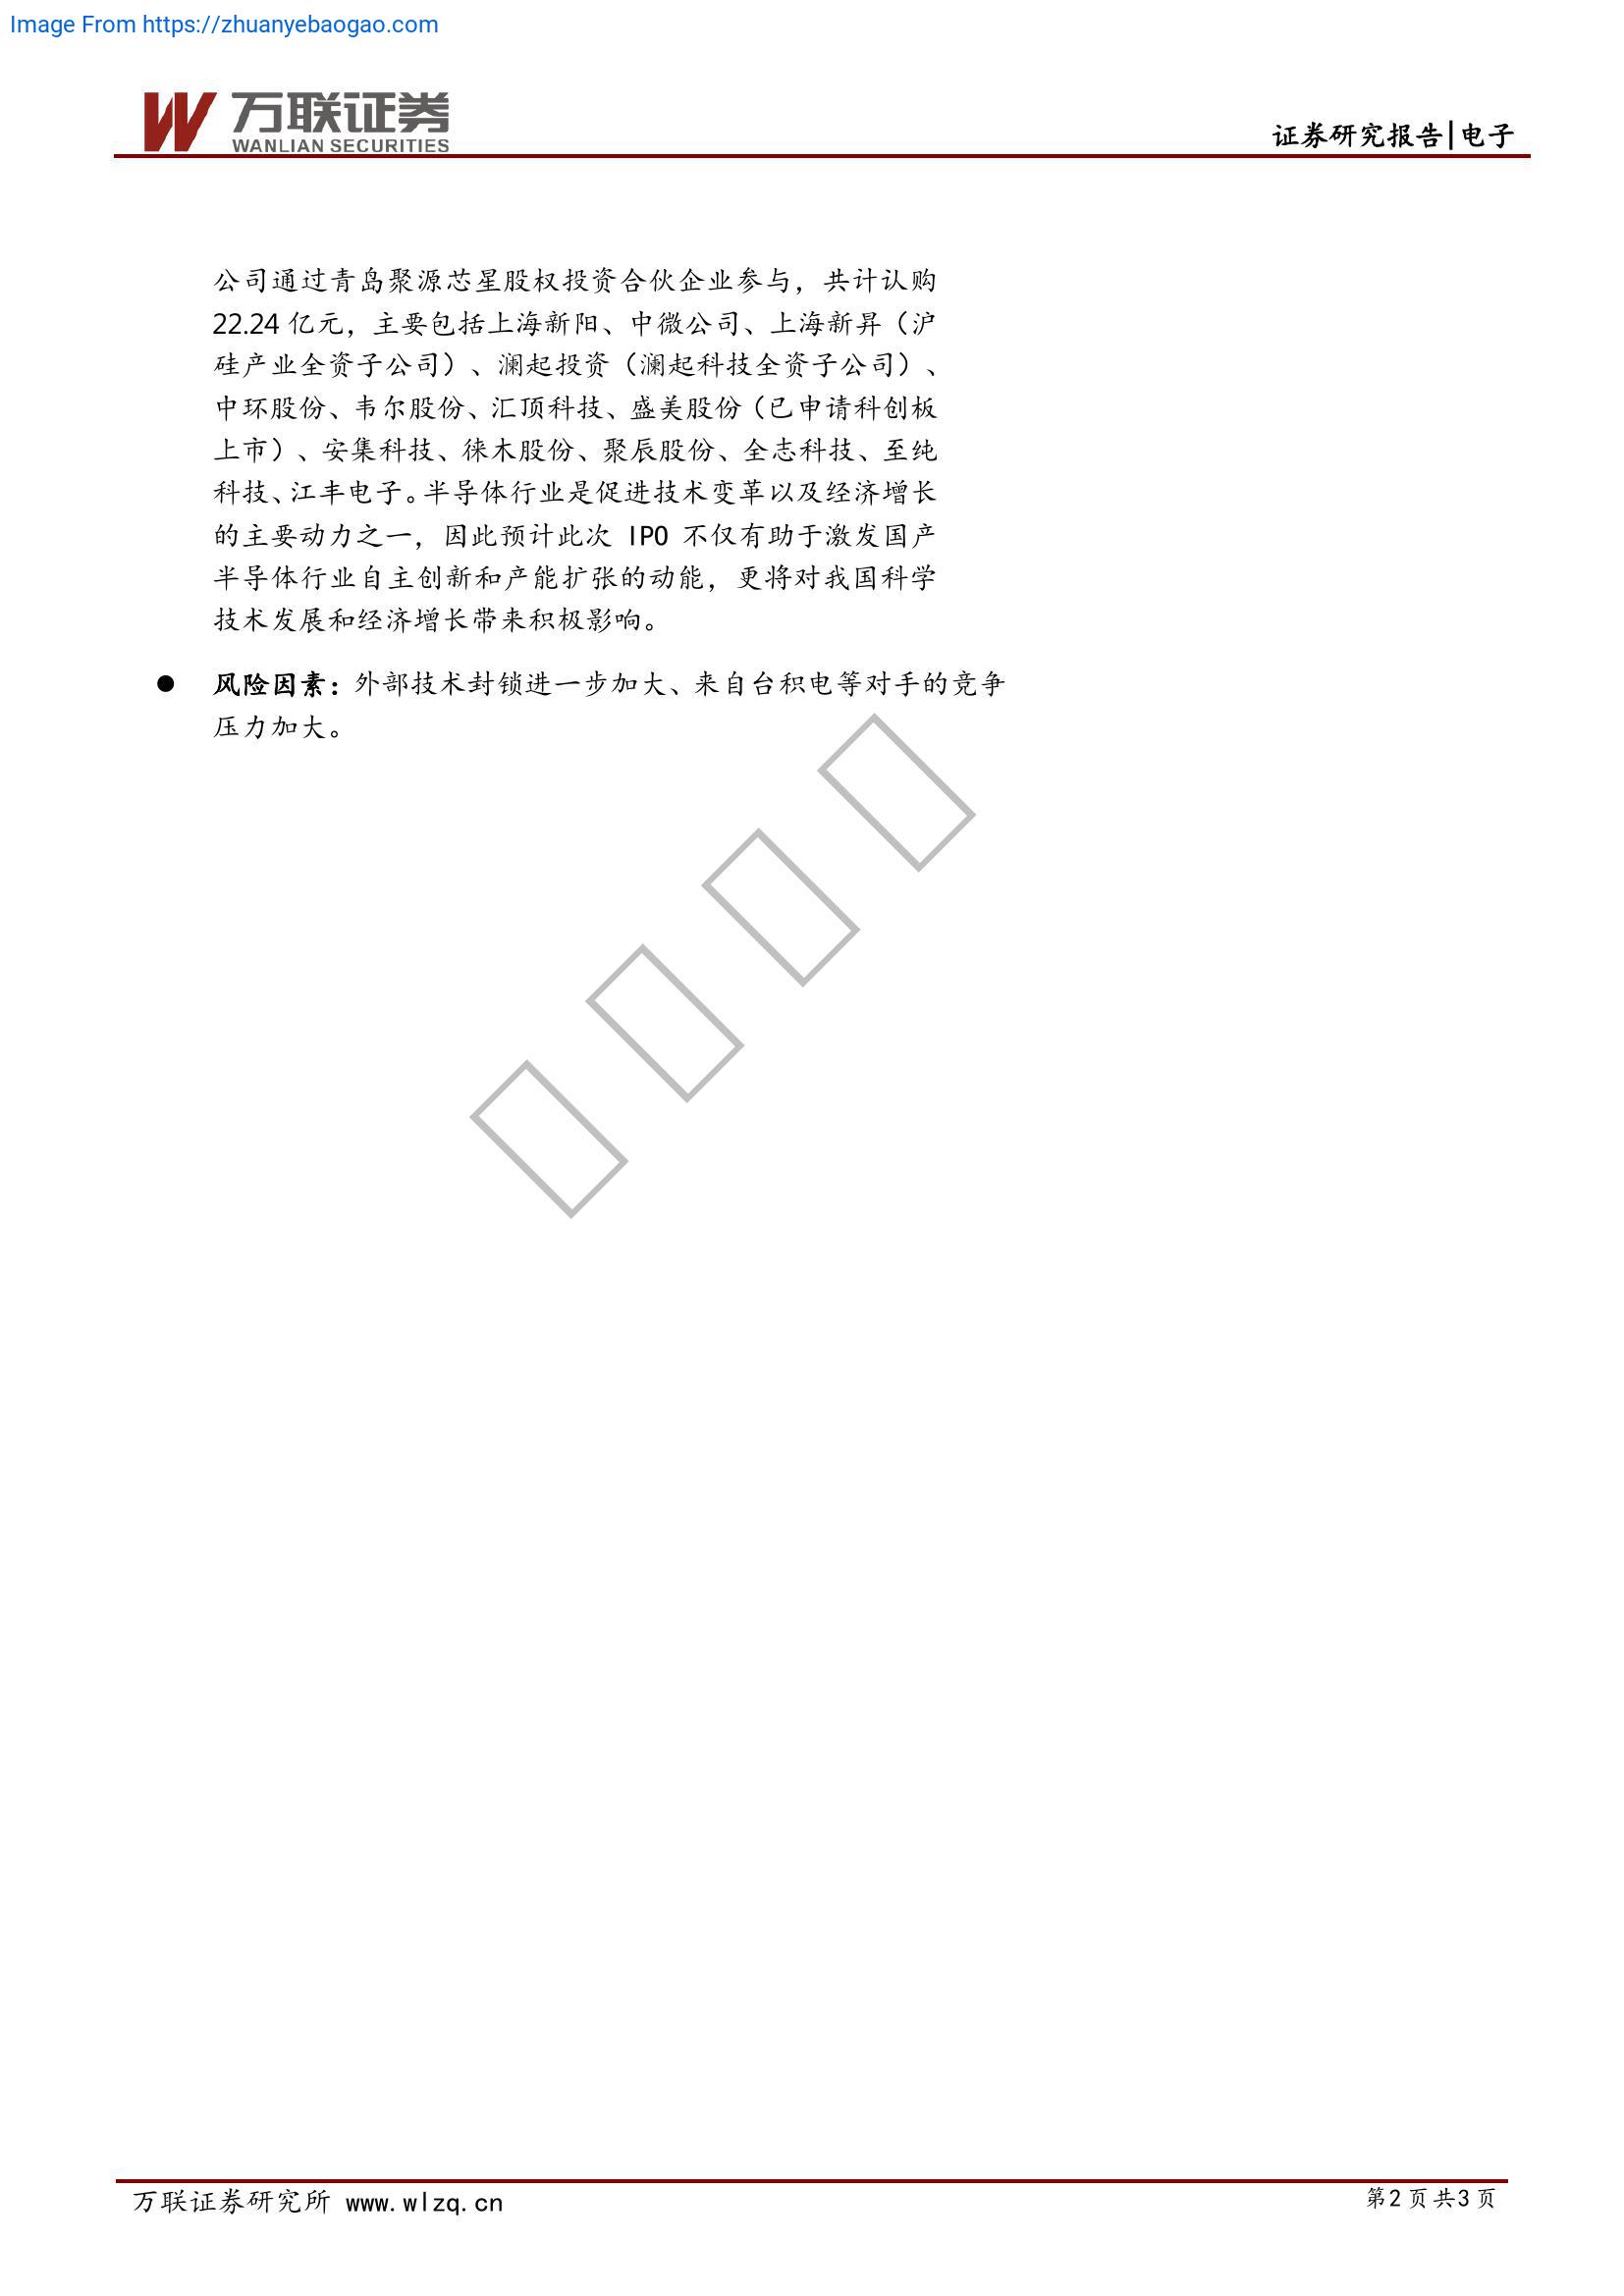 Image From https://zhuanyebaogao.com
万联证券
WANLIAN SECURITIES
证券研究报告|电子
公司通过青岛聚源芯星股权投资合伙企业参与，共计认购
22.24 亿元，主要包括上海新阳、中微公司、上海新昇（沪
硅产业全资子公司）、澜起投资（澜起科技全资子公司）、
中环股份、韦尔股份、汇顶科技、盛美股份（已申请科创板
上市）、安集科技、徕木股份、聚辰股份、全志科技、至纯
科技、江丰电子。半导体行业是促进技术变革以及经济增长
的主要动力之一，因此预计此次 IPO 不仅有助于激发国产
半导体行业自主创新和产能扩张的动能，更将对我国科学
技术发展和经济增长带来积极影响。
● 风险因素：外部技术封锁进一步加大、来自台积电等对手的竞争
压力加大。
万联证券研究所 www.wlzq.cn
第2 页 共3 页